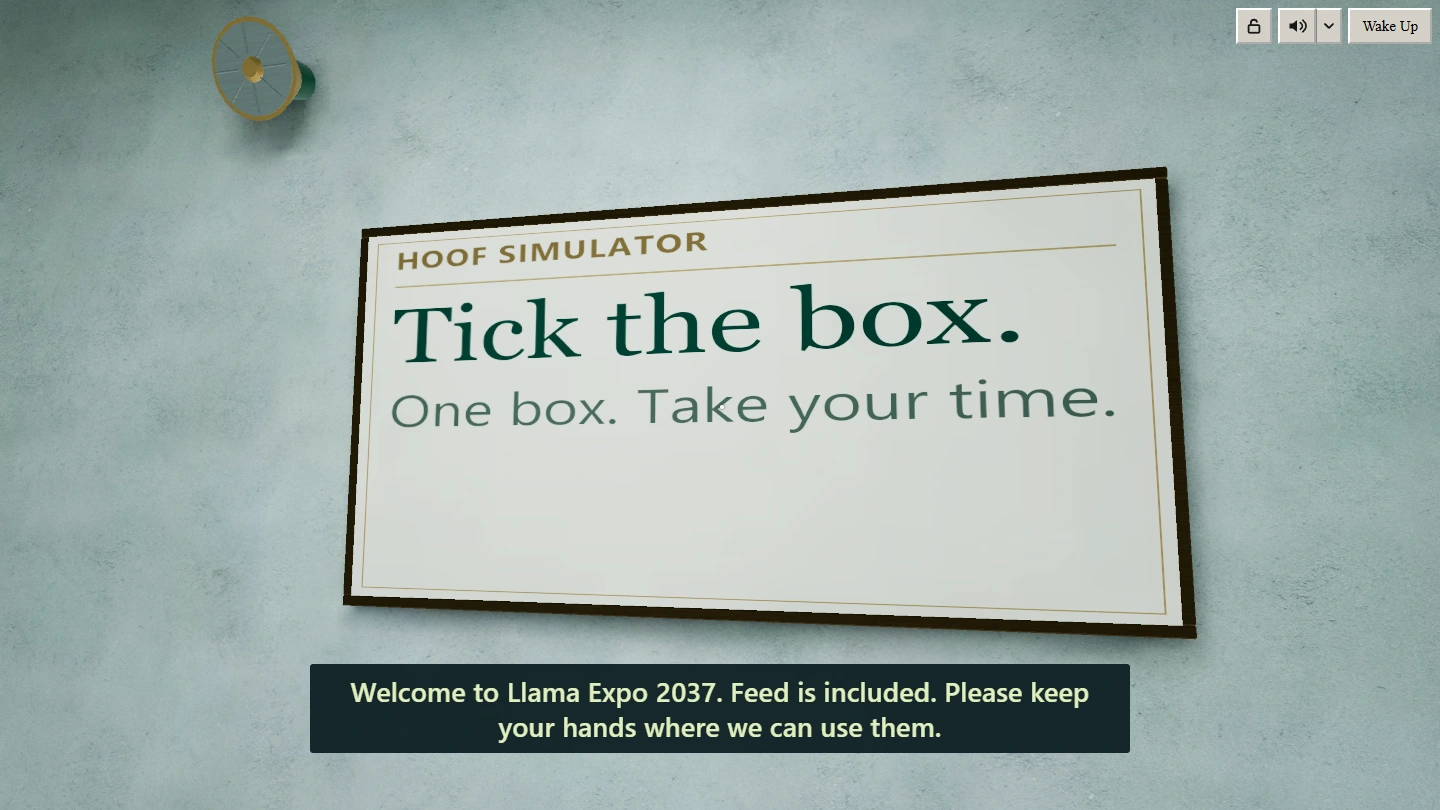 Wake Up
HOOF SIMULATOR
Tick the box.
One box. Take your time.
Welcome to Llama Expo 2037. Feed is included. Please keep
your hands where we can use them.